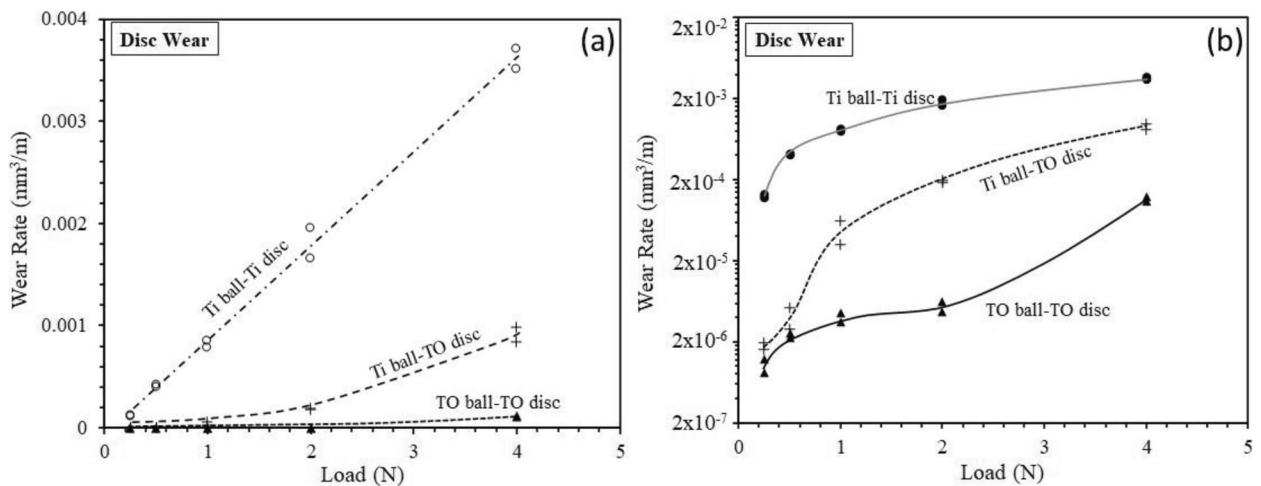 Disc Wear
(a)
0.004
0.003
0.002
0.001
0
Wear Rate (mm³/m)
Ti ball-Ti disc
Ti ball-TO disc
TO ball-TO disc
1
2
3
4
5
Load (N)
Disc Wear
(b)
2x10⁻²
2x10⁻³
2x10⁻⁴
2x10⁻⁵
2x10⁻⁶
2x10⁻⁷
Wear Rate (mm³/m)
Ti ball-Ti disc
Ti ball-TO disc
TO ball-TO disc
0
1
2
3
4
5
Load (N)